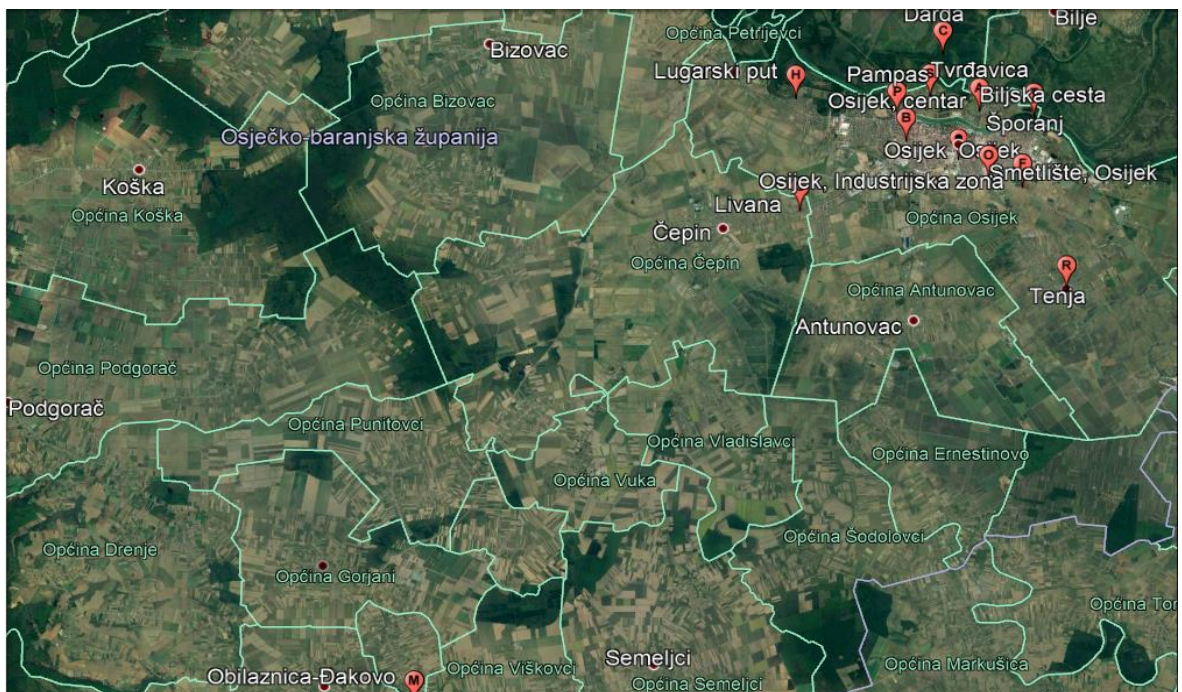 Darda
Bilje
Općina Petrijevci
C
Bizovac
Lugarski put
H
Pampas
Tvrđavica
Općina Bizovac
P
A
Biljska cesta
Osijek, centar
B
Šporanj
Osječko-baranjska županija
Osijek, Osijek
O
F
Smetlište, Osijek
Koška
Osijek, Industrijska zona
Općina Koška
Livana
Općina Osijek
Čepin
Općina Čepin
R
Općina Antunovac
Tenja
Antunovac
Općina Podgorač
Podgorač
Općina Punitovci
Općina Vladislavci
Općina Ernestinovo
Općina Vuka
Općina Šodolovci
Općina Drenje
Općina Gorjani
Općina Tor
Semeljci
Općina Markušica
Obilaznica-Đakovo
M
Općina Viškovci
Općina Semeljci